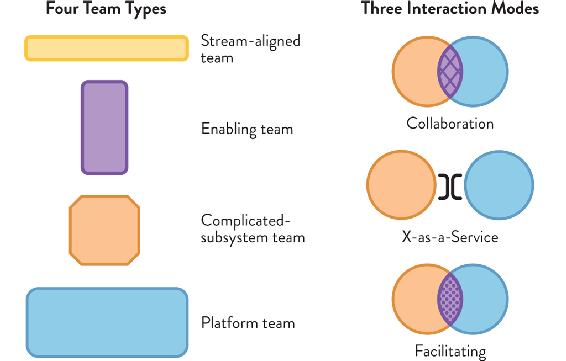 Four Team Types
Stream-aligned
team
Enabling team
Complicated-
subsystem team
Platform team
Three Interaction Modes
Collaboration
X-as-a-Service
Facilitating